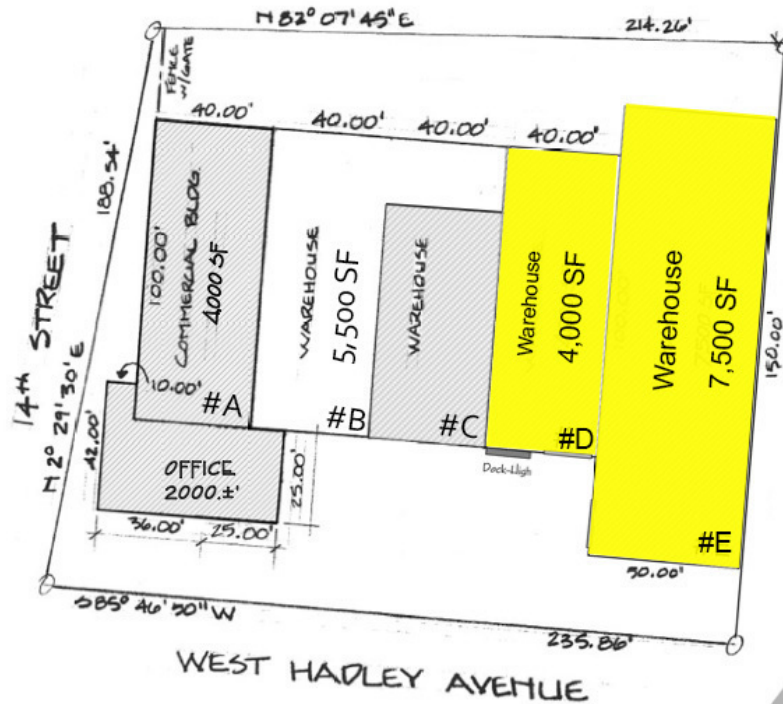 N 82° 07' 45" E
214.26'
FENCE
W/GATE
40.00'
40.00'
40.00'
40.00'
188.54'
14th STREET
N 2° 29' 30" E
100.00'
COMMERCIAL BLDG.
4,000 SF
#A
WAREHOUSE
5,500 SF
#B
WAREHOUSE
#C
Warehouse
4,000 SF
#D
Dock-High
Warehouse
7,500 SF
#E
150.00'
10.00'
42.00'
OFFICE
2000.±'
25.00'
36.00'
25.00'
50.00'
S 85° 46' 50" W
235.86'
WEST HADLEY AVENUE